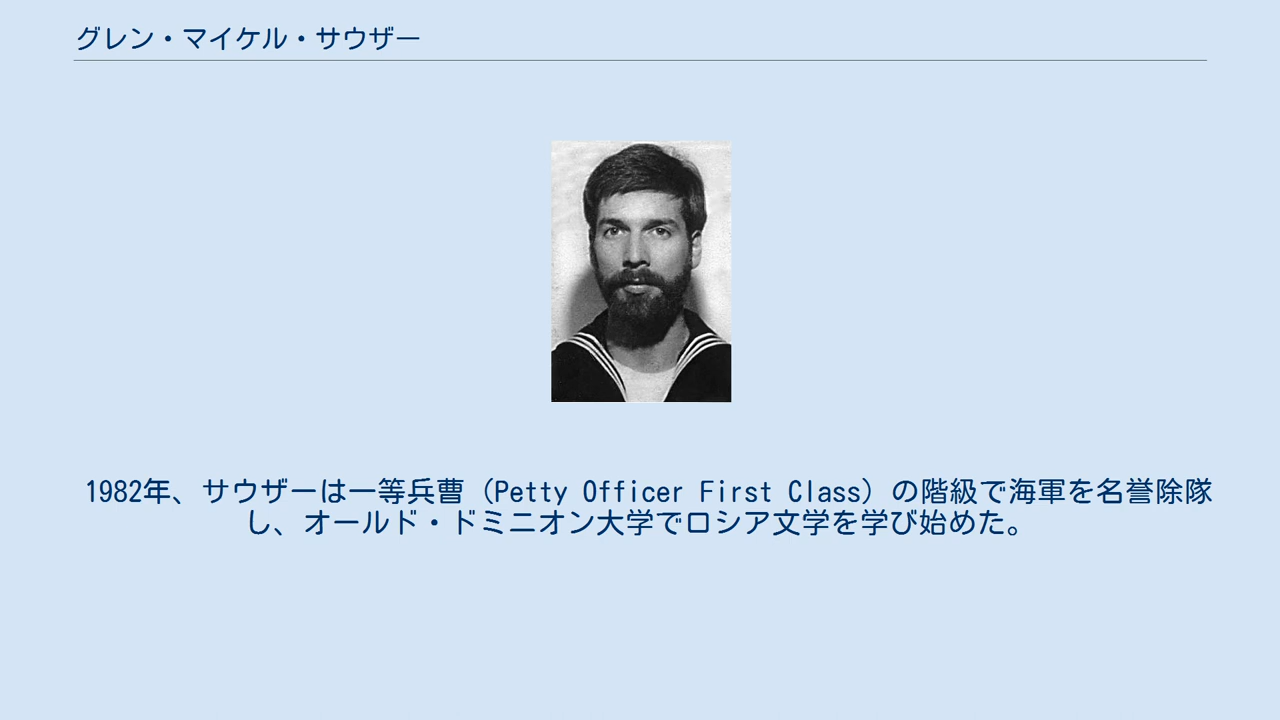 グレン・マイケル・サウザー
1982年、サウザーは一等兵曹（Petty Officer First Class）の階級で海軍を名誉除隊
し、オールド・ドミニオン大学でロシア文学を学び始めた。